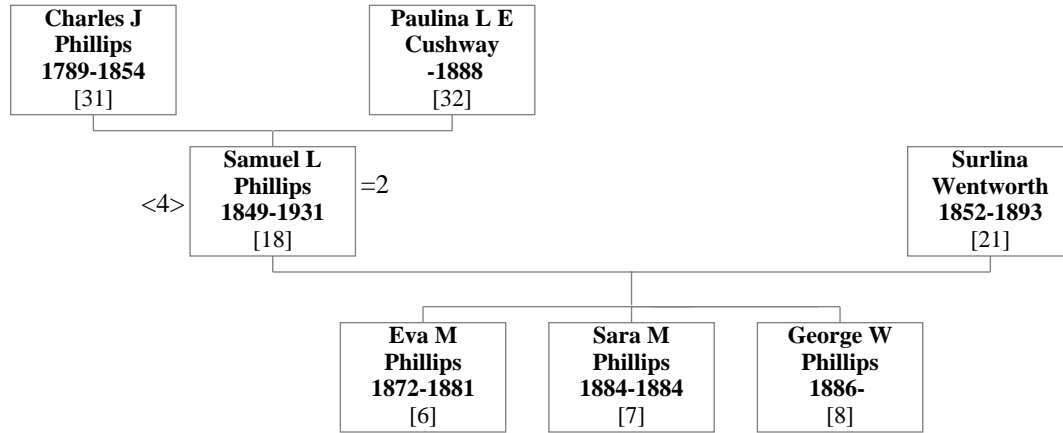 Charles J
Phillips
1789-1854
[31]
Paulina L E
Cushway
-1888
[32]
<4>
Samuel L
Phillips
1849-1931
[18]
=2
Surlina
Wentworth
1852-1893
[21]
Eva M
Phillips
1872-1881
[6]
Sara M
Phillips
1884-1884
[7]
George W
Phillips
1886-
[8]